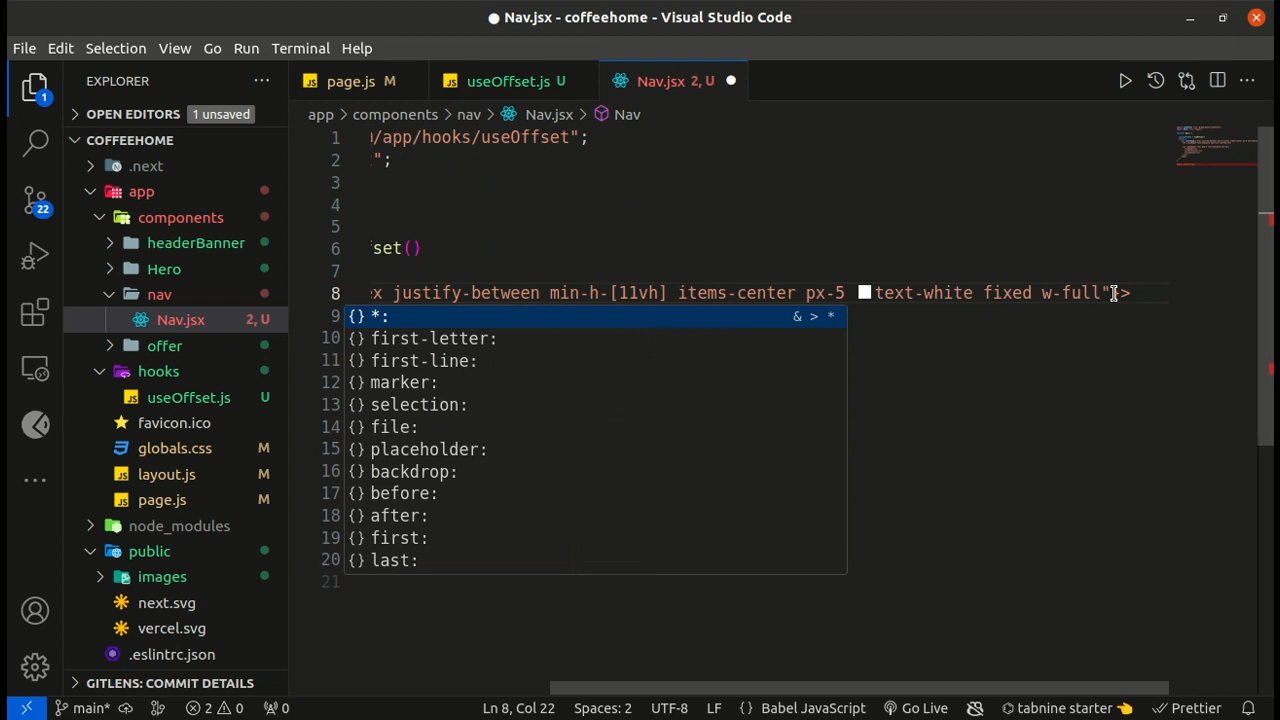 ● Nav.jsx - coffeehome - Visual Studio Code
File Edit Selection View Go Run Terminal Help
EXPLORER
page.js M
useOffset.js U
Nav.jsx 2, U
OPEN EDITORS 1 unsaved
app > components > nav > Nav.jsx > Nav
COFFEEHOME
.next
app
components
headerBanner
Hero
nav
Nav.jsx 2, U
offer
hooks
useOffset.js U
favicon.ico
globals.css M
layout.js M
page.js M
node_modules
public
images
next.svg
vercel.svg
.eslintrc.json
GITLENS: COMMIT DETAILS
1
22
1 /app/hooks/useOffset";
2 ";
3
4
5
6 set()
7
8 x justify-between min-h-[11vh] items-center px-5 text-white fixed w-full"}>
9 {} *: & > *
10 {} first-letter:
11 {} first-line:
12 {} marker:
13 {} selection:
14 {} file:
15 {} placeholder:
16 {} backdrop:
17 {} before:
18 {} after:
19 {} first:
20 {} last:
21
main* 2 0 0 Ln 8, Col 22 Spaces: 2 UTF-8 LF {} Babel JavaScript Go Live tabnine starter 👈 Prettier